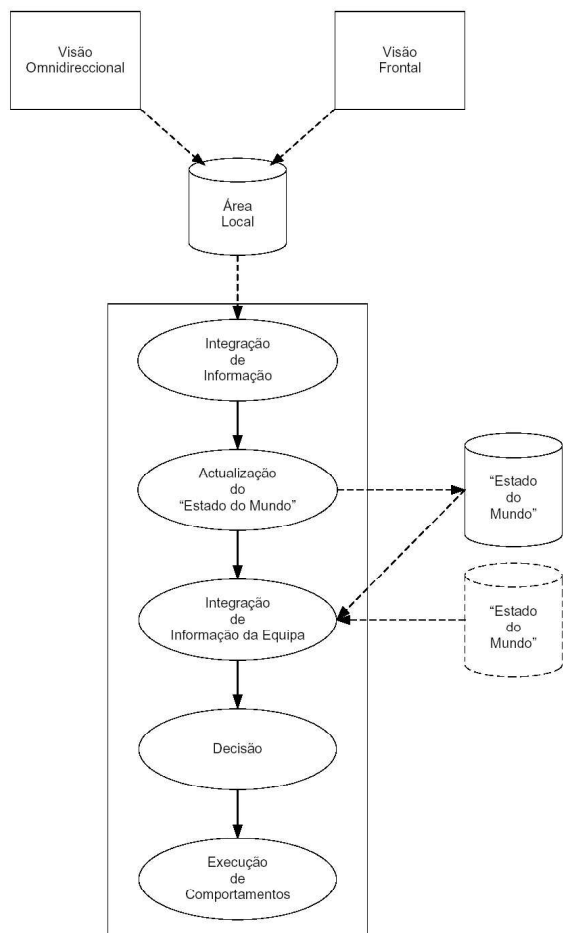 Visão
Omnidireccional
Visão
Frontal
Área
Local
Integração
de
Informação
Actualização
do
“Estado do Mundo”
“Estado
do
Mundo”
Integração
de
Informação da Equipa
“Estado
do
Mundo”
Decisão
Execução
de
Comportamentos